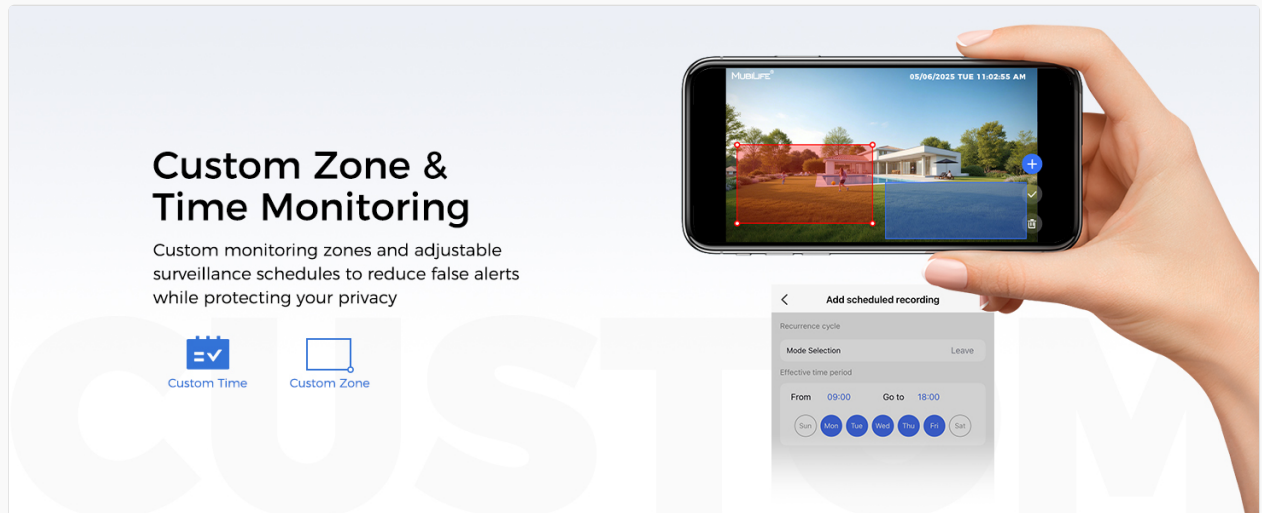 Custom Zone &
Time Monitoring
Custom monitoring zones and adjustable
surveillance schedules to reduce false alerts
while protecting your privacy
Custom Time
Custom Zone
MUBILIFE®
05/06/2025 TUE 11:02:55 AM
Add scheduled recording
Recurrence cycle
Mode Selection Leave
Effective time period
From 09:00 Go to 18:00
Sun Mon Tue Wed Thu Fri Sat
CUSTOM